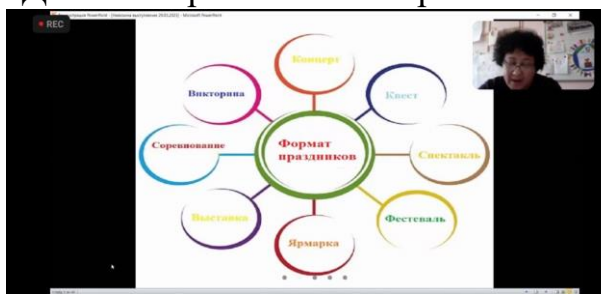 REC
Концерт
Викторина
Квест
Соревнование
Формат
праздников
Спектакль
Выставка
Фестеваль
Ярмарка